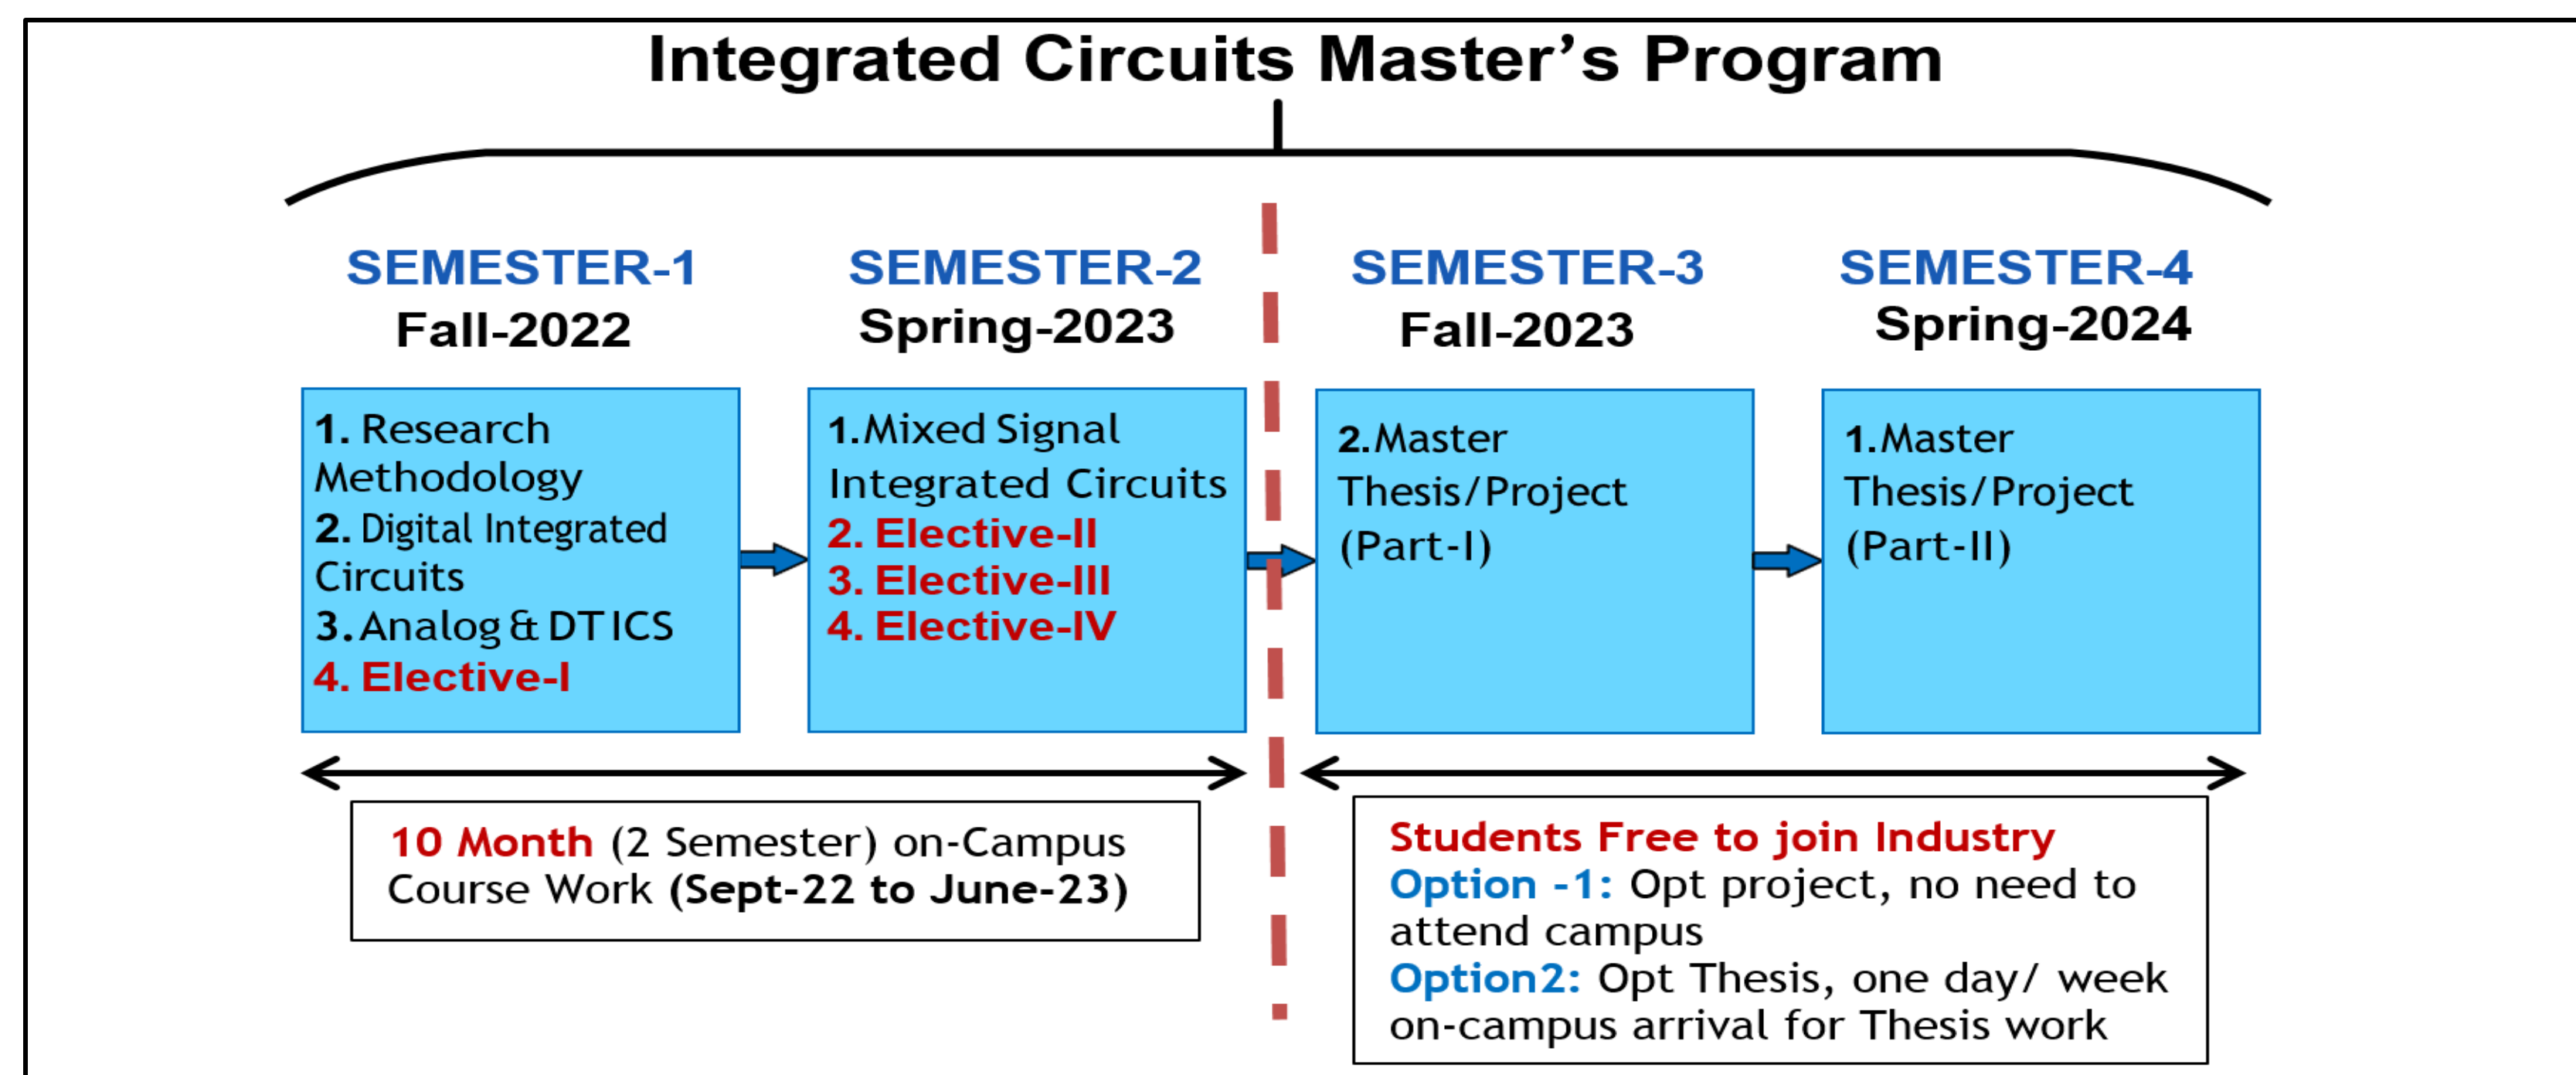 Integrated Circuits Master’s Program
SEMESTER-1
Fall-2022
1. Research
Methodology
2. Digital Integrated
Circuits
3.Analog & DT ICS
4. Elective-I
SEMESTER-2
Spring-2023
1.Mixed Signal
Integrated Circuits
2. Elective-II
3. Elective-III
4. Elective-IV
SEMESTER-3
Fall-2023
2.Master
Thesis/Project
(Part-I)
SEMESTER-4
Spring-2024
1.Master
Thesis/Project
(Part-II)
10 Month (2 Semester) on-Campus
Course Work (Sept-22 to June-23)
Students Free to join Industry
Option -1: Opt project, no need to
attend campus
Option2: Opt Thesis, one day/ week
on-campus arrival for Thesis work